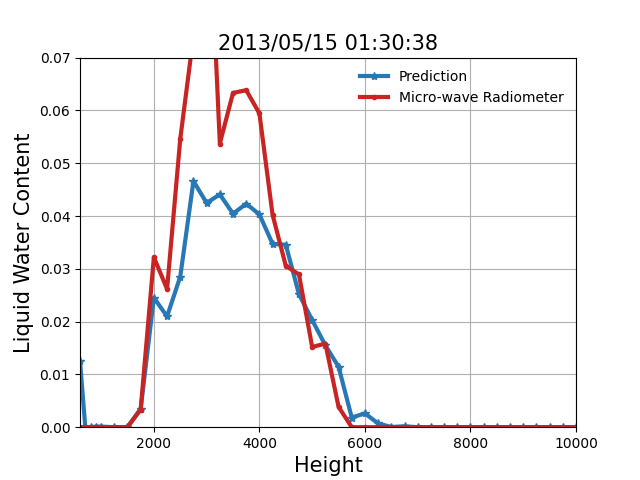 2013/05/15 01:30:38
Prediction
Micro-wave Radiometer
Liquid Water Content
0.07
0.06
0.05
0.04
0.03
0.02
0.01
0.00
2000 4000 6000 8000 10000
Height